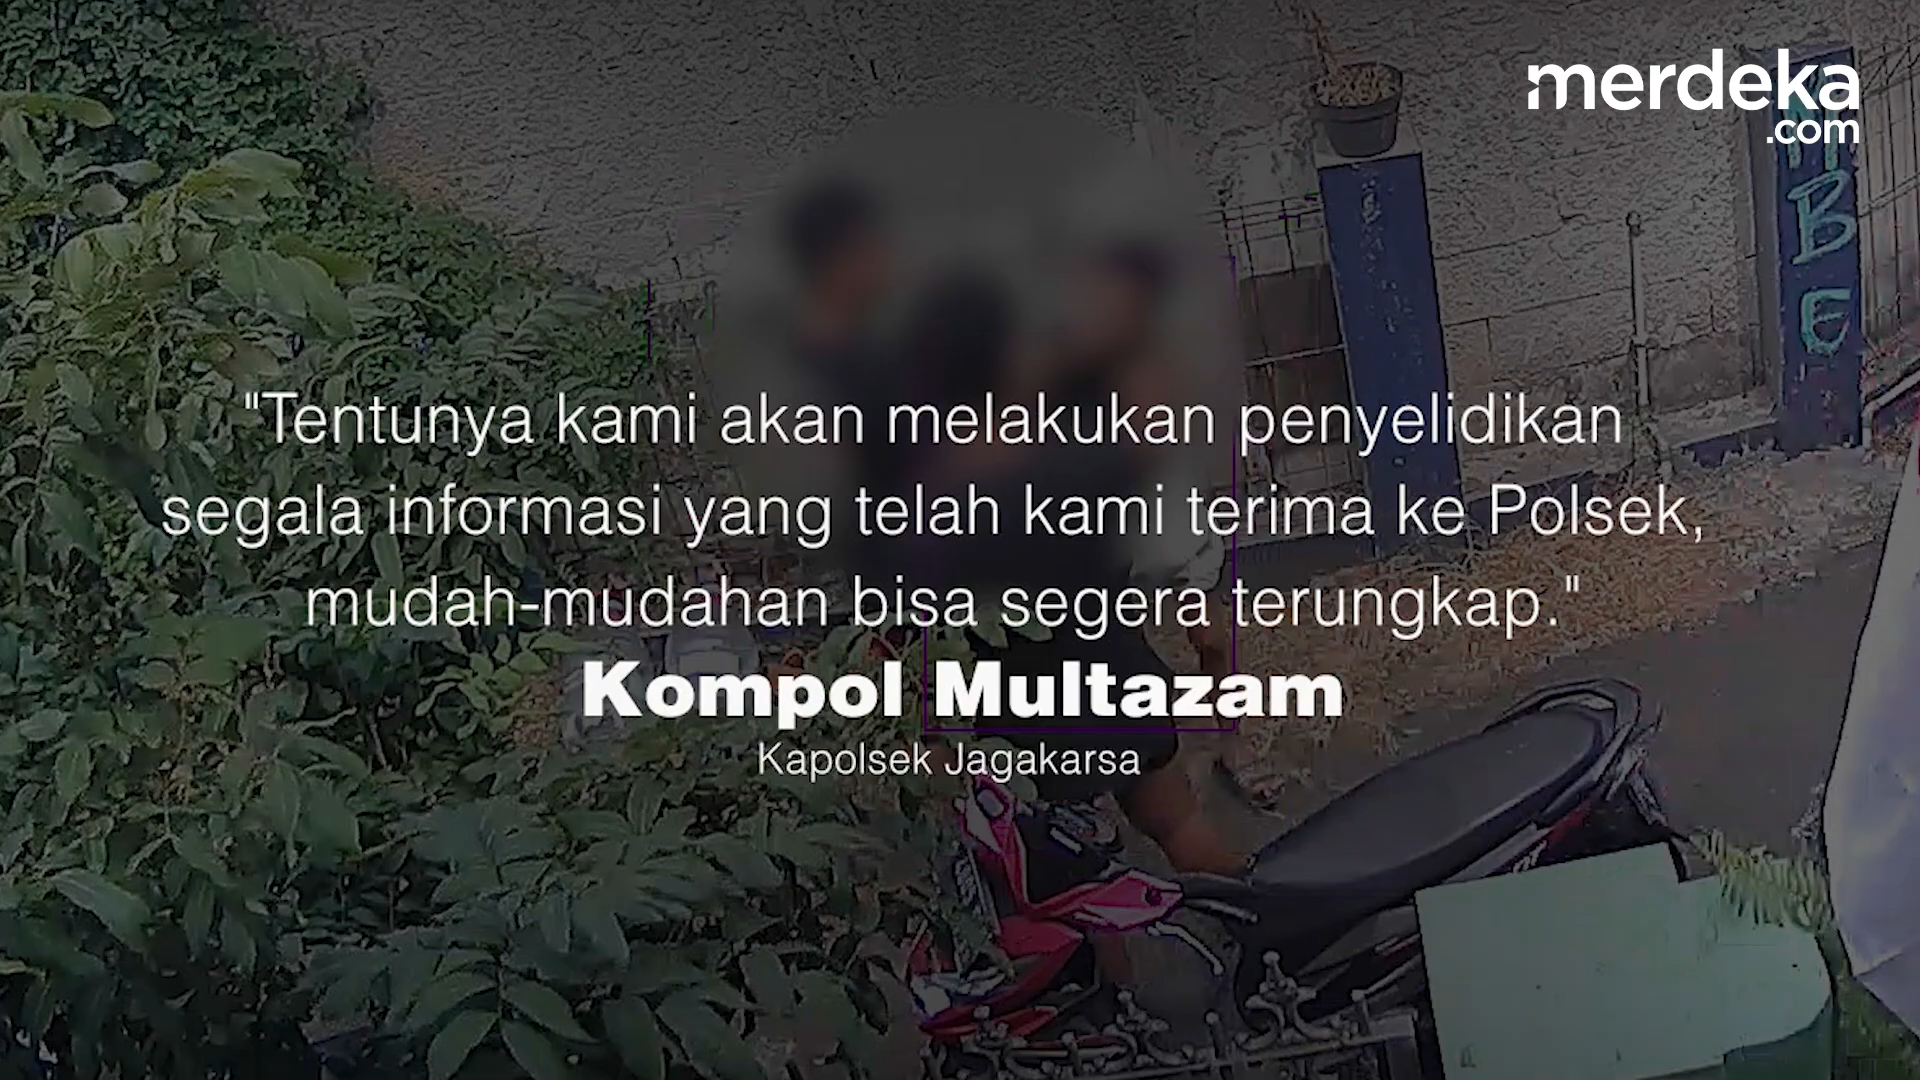 merdeka
.com
"Tentunya kami akan melakukan penyelidikan
segala informasi yang telah kami terima ke Polsek,
mudah-mudahan bisa segera terungkap."
Kompol Multazam
Kapolsek Jagakarsa
B
E